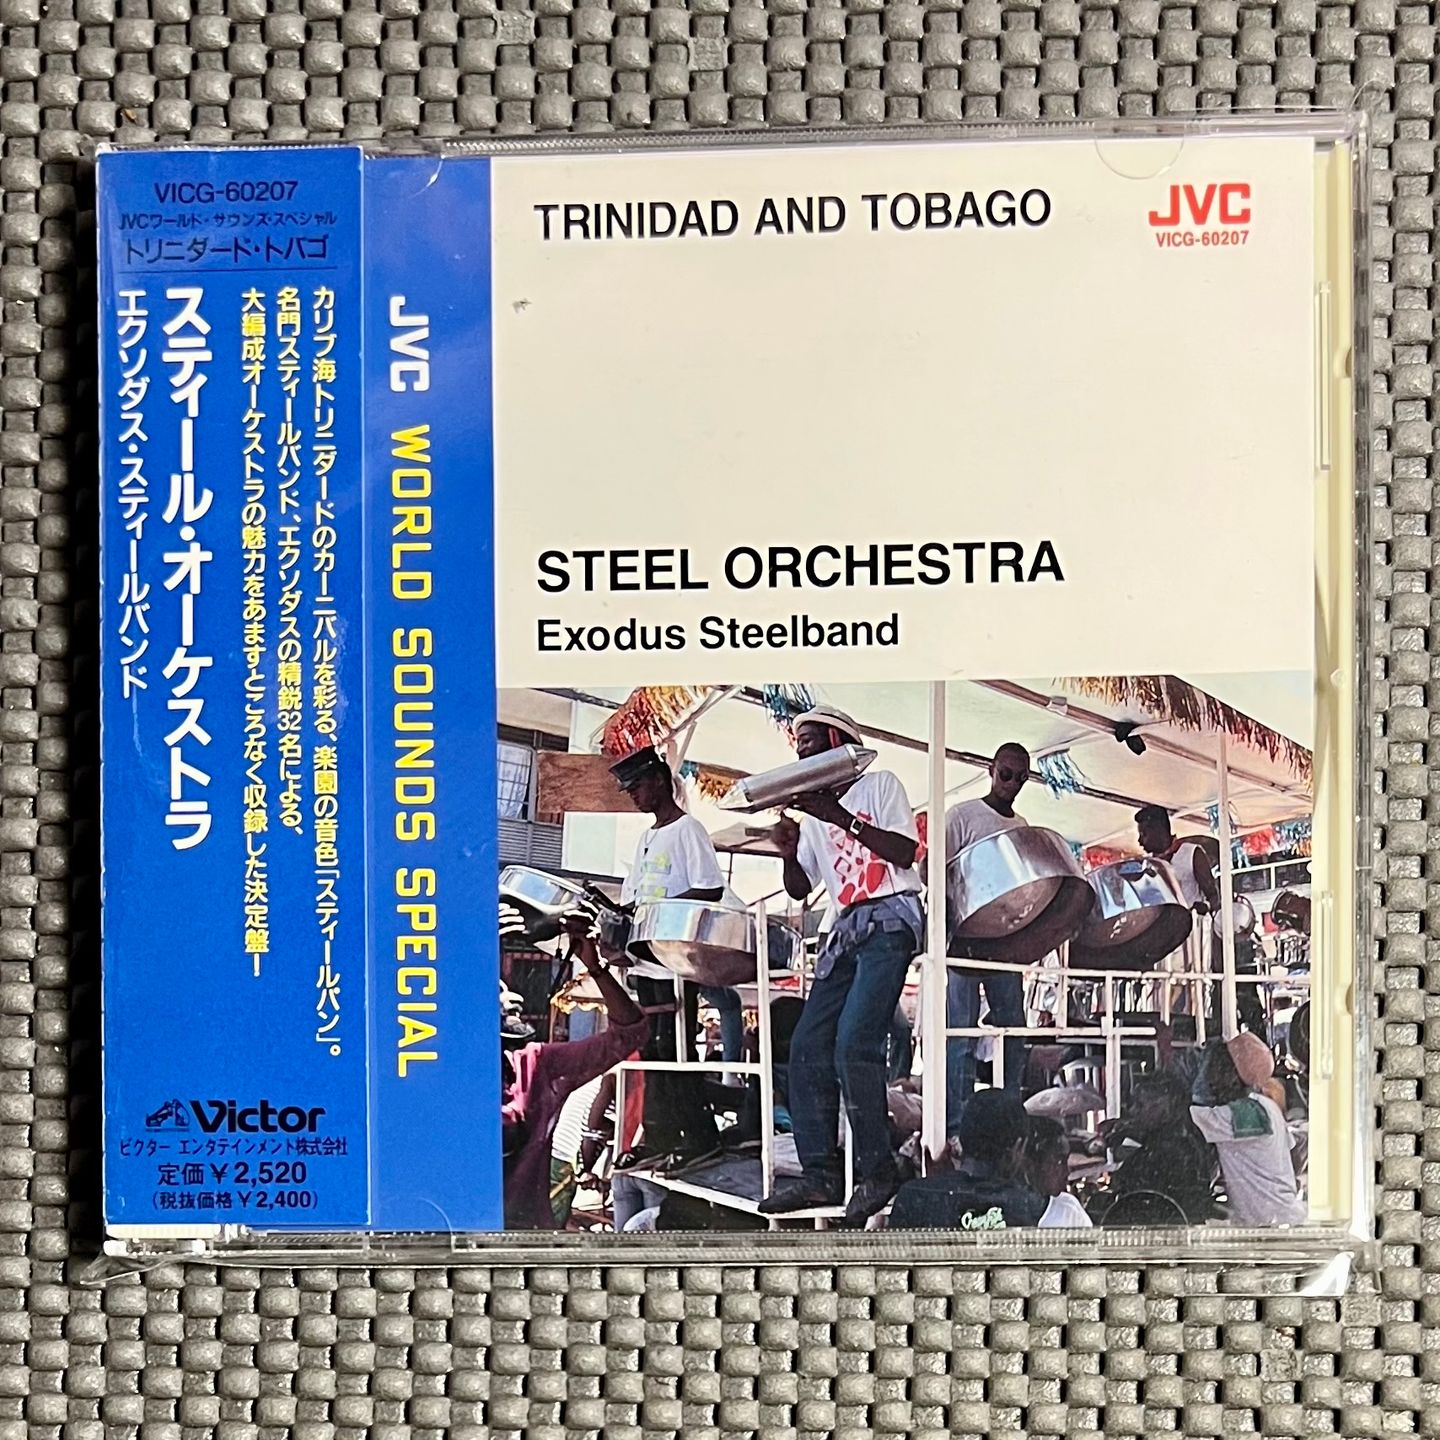 VICG-60207
JVCワールド・サウンズ・スペシャル
トリニダード・トバゴ
カリブ海トリニダードのカーニバルを彩る、楽園の音色「スティールパン」。
名門スティールバンド、エクソダスの精鋭32名による、
大編成オーケストラの魅力をあますところなく収録した決定盤!
スティール・オーケストラ
エクソダス・スティールバンド
Victor
ビクター エンタテインメント株式会社
定価¥2,520
(税抜価格¥2,400)
JVC WORLD SOUNDS SPECIAL
TRINIDAD AND TOBAGO
JVC
VICG-60207
STEEL ORCHESTRA
Exodus Steelband